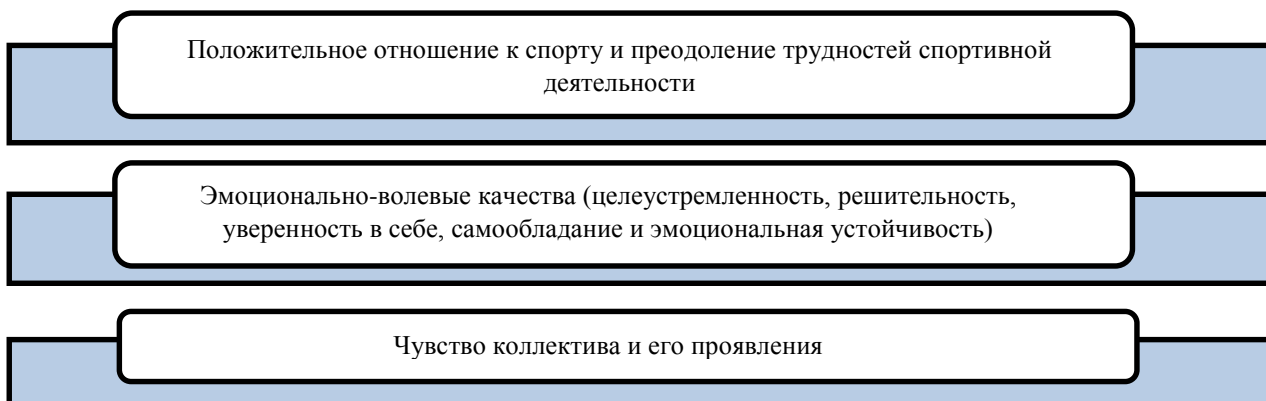 Положительное отношение к спорту и преодоление трудностей спортивной
деятельности
Эмоционально-волевые качества (целеустремленность, решительность,
уверенность в себе, самообладание и эмоциональная устойчивость)
Чувство коллектива и его проявления